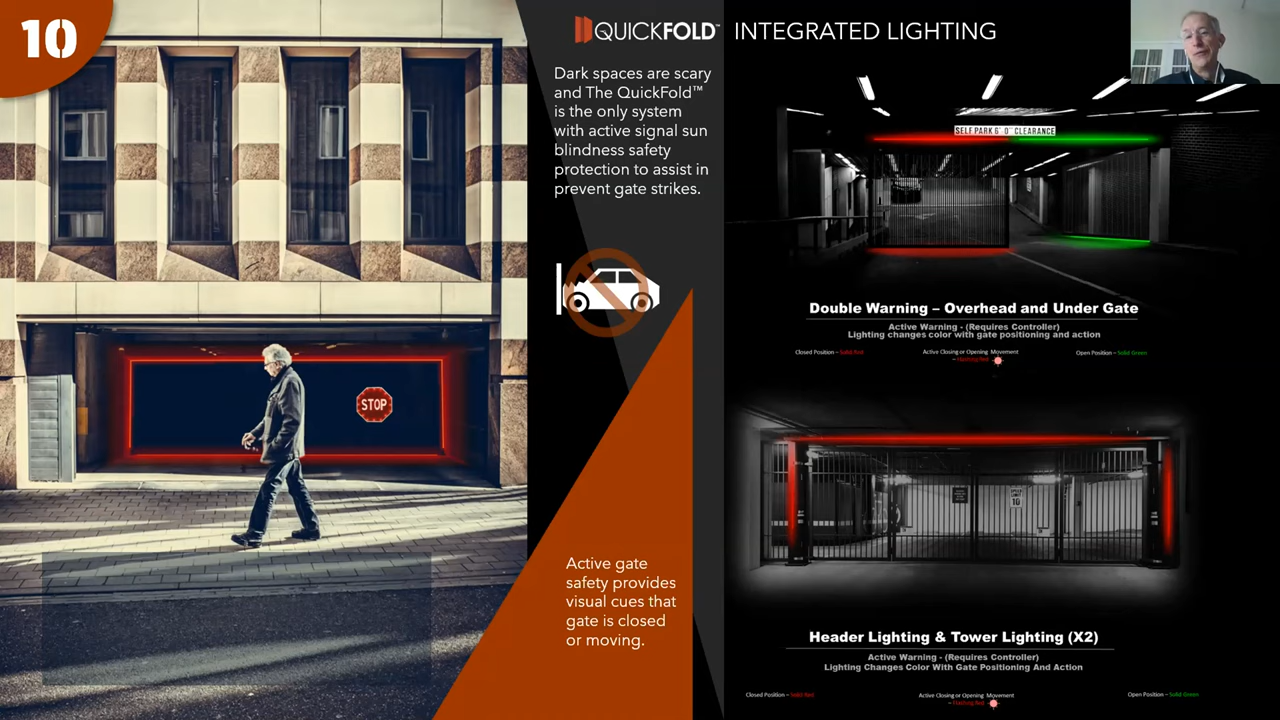 10
QUICKFOLD™
INTEGRATED LIGHTING
Dark spaces are scary
and The QuickFold™
is the only system
with active signal sun
blindness safety
protection to assist in
prevent gate strikes.
STOP
Active gate
safety provides
visual cues that
gate is closed
or moving.
SELF PARK 6' 0" CLEARANCE
Double Warning – Overhead and Under Gate
Active Warning - (Requires Controller)
Lighting changes color with gate positioning and action
Closed Position – Solid Red
Active Closing or Opening Movement
– Flashing Red
Open Position – Solid Green
10
Header Lighting & Tower Lighting (X2)
Active Warning - (Requires Controller)
Lighting Changes Color With Gate Positioning And Action
Closed Position – Solid Red
Active Closing or Opening Movement
– Flashing Red
Open Position – Solid Green